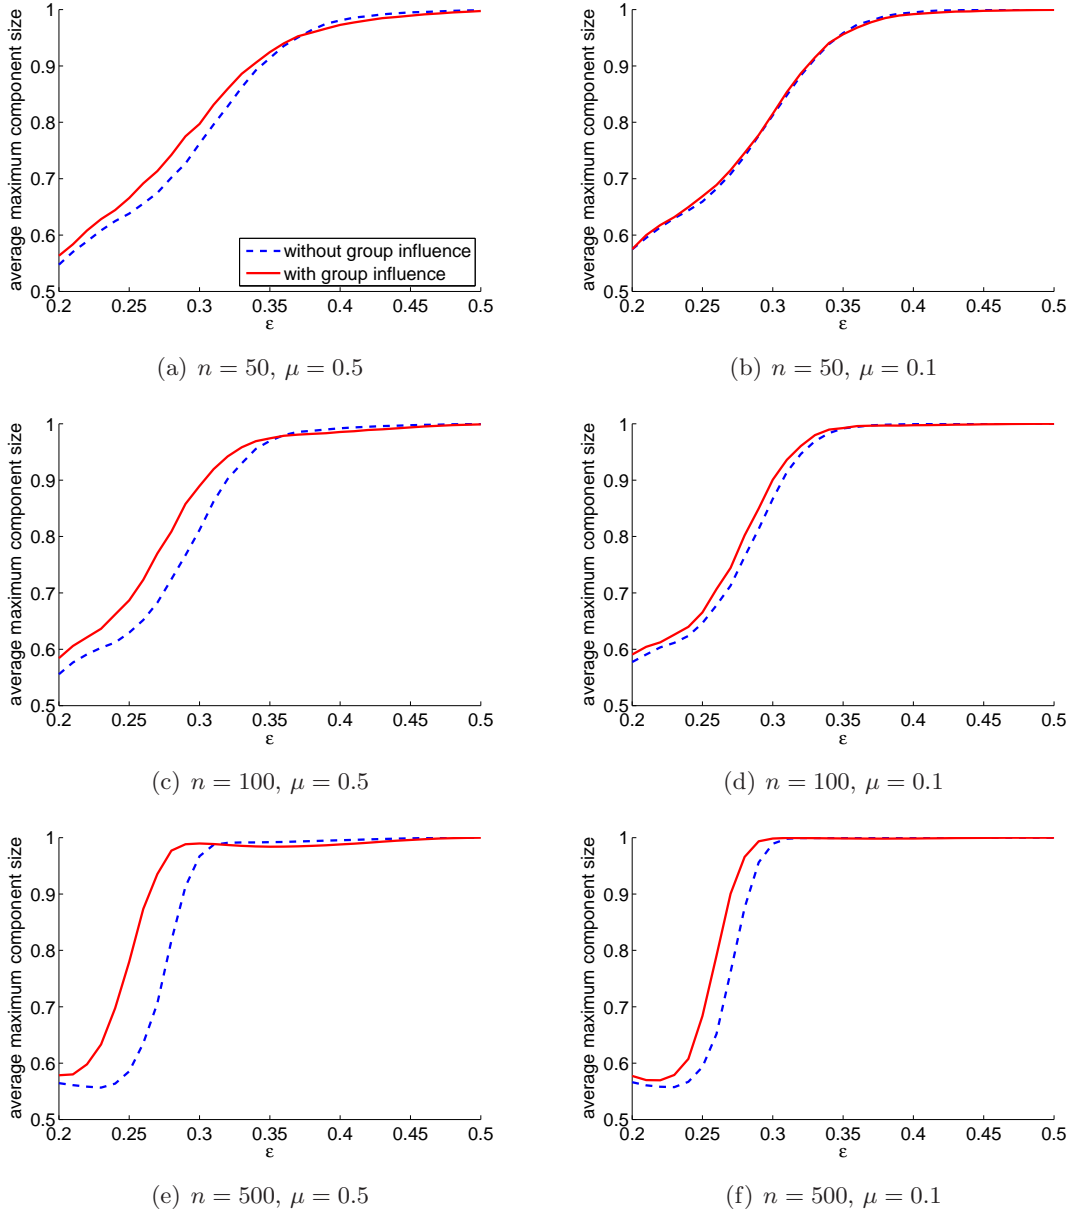 average maximum component size
1
0.9
0.8
0.7
0.6
0.5
0.2 0.25 0.3 0.35 0.4 0.45 0.5
ε
without group influence
with group influence
(a) n = 50, μ = 0.5
average maximum component size
1
0.9
0.8
0.7
0.6
0.5
0.2 0.25 0.3 0.35 0.4 0.45 0.5
ε
(b) n = 50, μ = 0.1
average maximum component size
1
0.9
0.8
0.7
0.6
0.5
0.2 0.25 0.3 0.35 0.4 0.45 0.5
ε
(c) n = 100, μ = 0.5
average maximum component size
1
0.9
0.8
0.7
0.6
0.5
0.2 0.25 0.3 0.35 0.4 0.45 0.5
ε
(d) n = 100, μ = 0.1
average maximum component size
1
0.9
0.8
0.7
0.6
0.5
0.2 0.25 0.3 0.35 0.4 0.45 0.5
ε
(e) n = 500, μ = 0.5
average maximum component size
1
0.9
0.8
0.7
0.6
0.5
0.2 0.25 0.3 0.35 0.4 0.45 0.5
ε
(f) n = 500, μ = 0.1